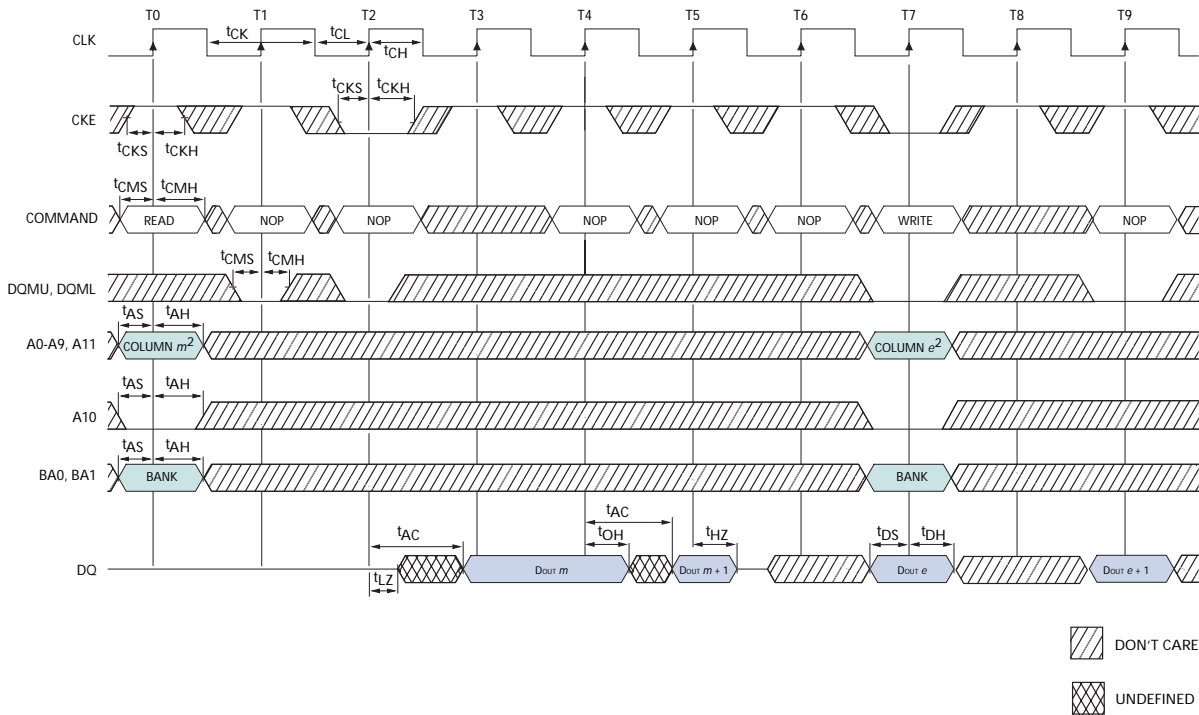 T0 T1 T2 T3 T4 T5 T6 T7 T8 T9
CLK
tCK tCL
tCH
tCKS tCKH
CKE
tCKS tCKH
tCMS tCMH
COMMAND READ NOP NOP NOP NOP NOP WRITE NOP
tCMS tCMH
DQMU, DQML
tAS tAH
A0-A9, A11 COLUMN m2 COLUMN e2
tAS tAH
A10
tAS tAH
BA0, BA1 BANK BANK
tAC
tAC tOH tHZ tDS tDH
DQ DOUT m DOUT m + 1 DOUT e DOUT e + 1
tLZ
DON'T CARE
UNDEFINED